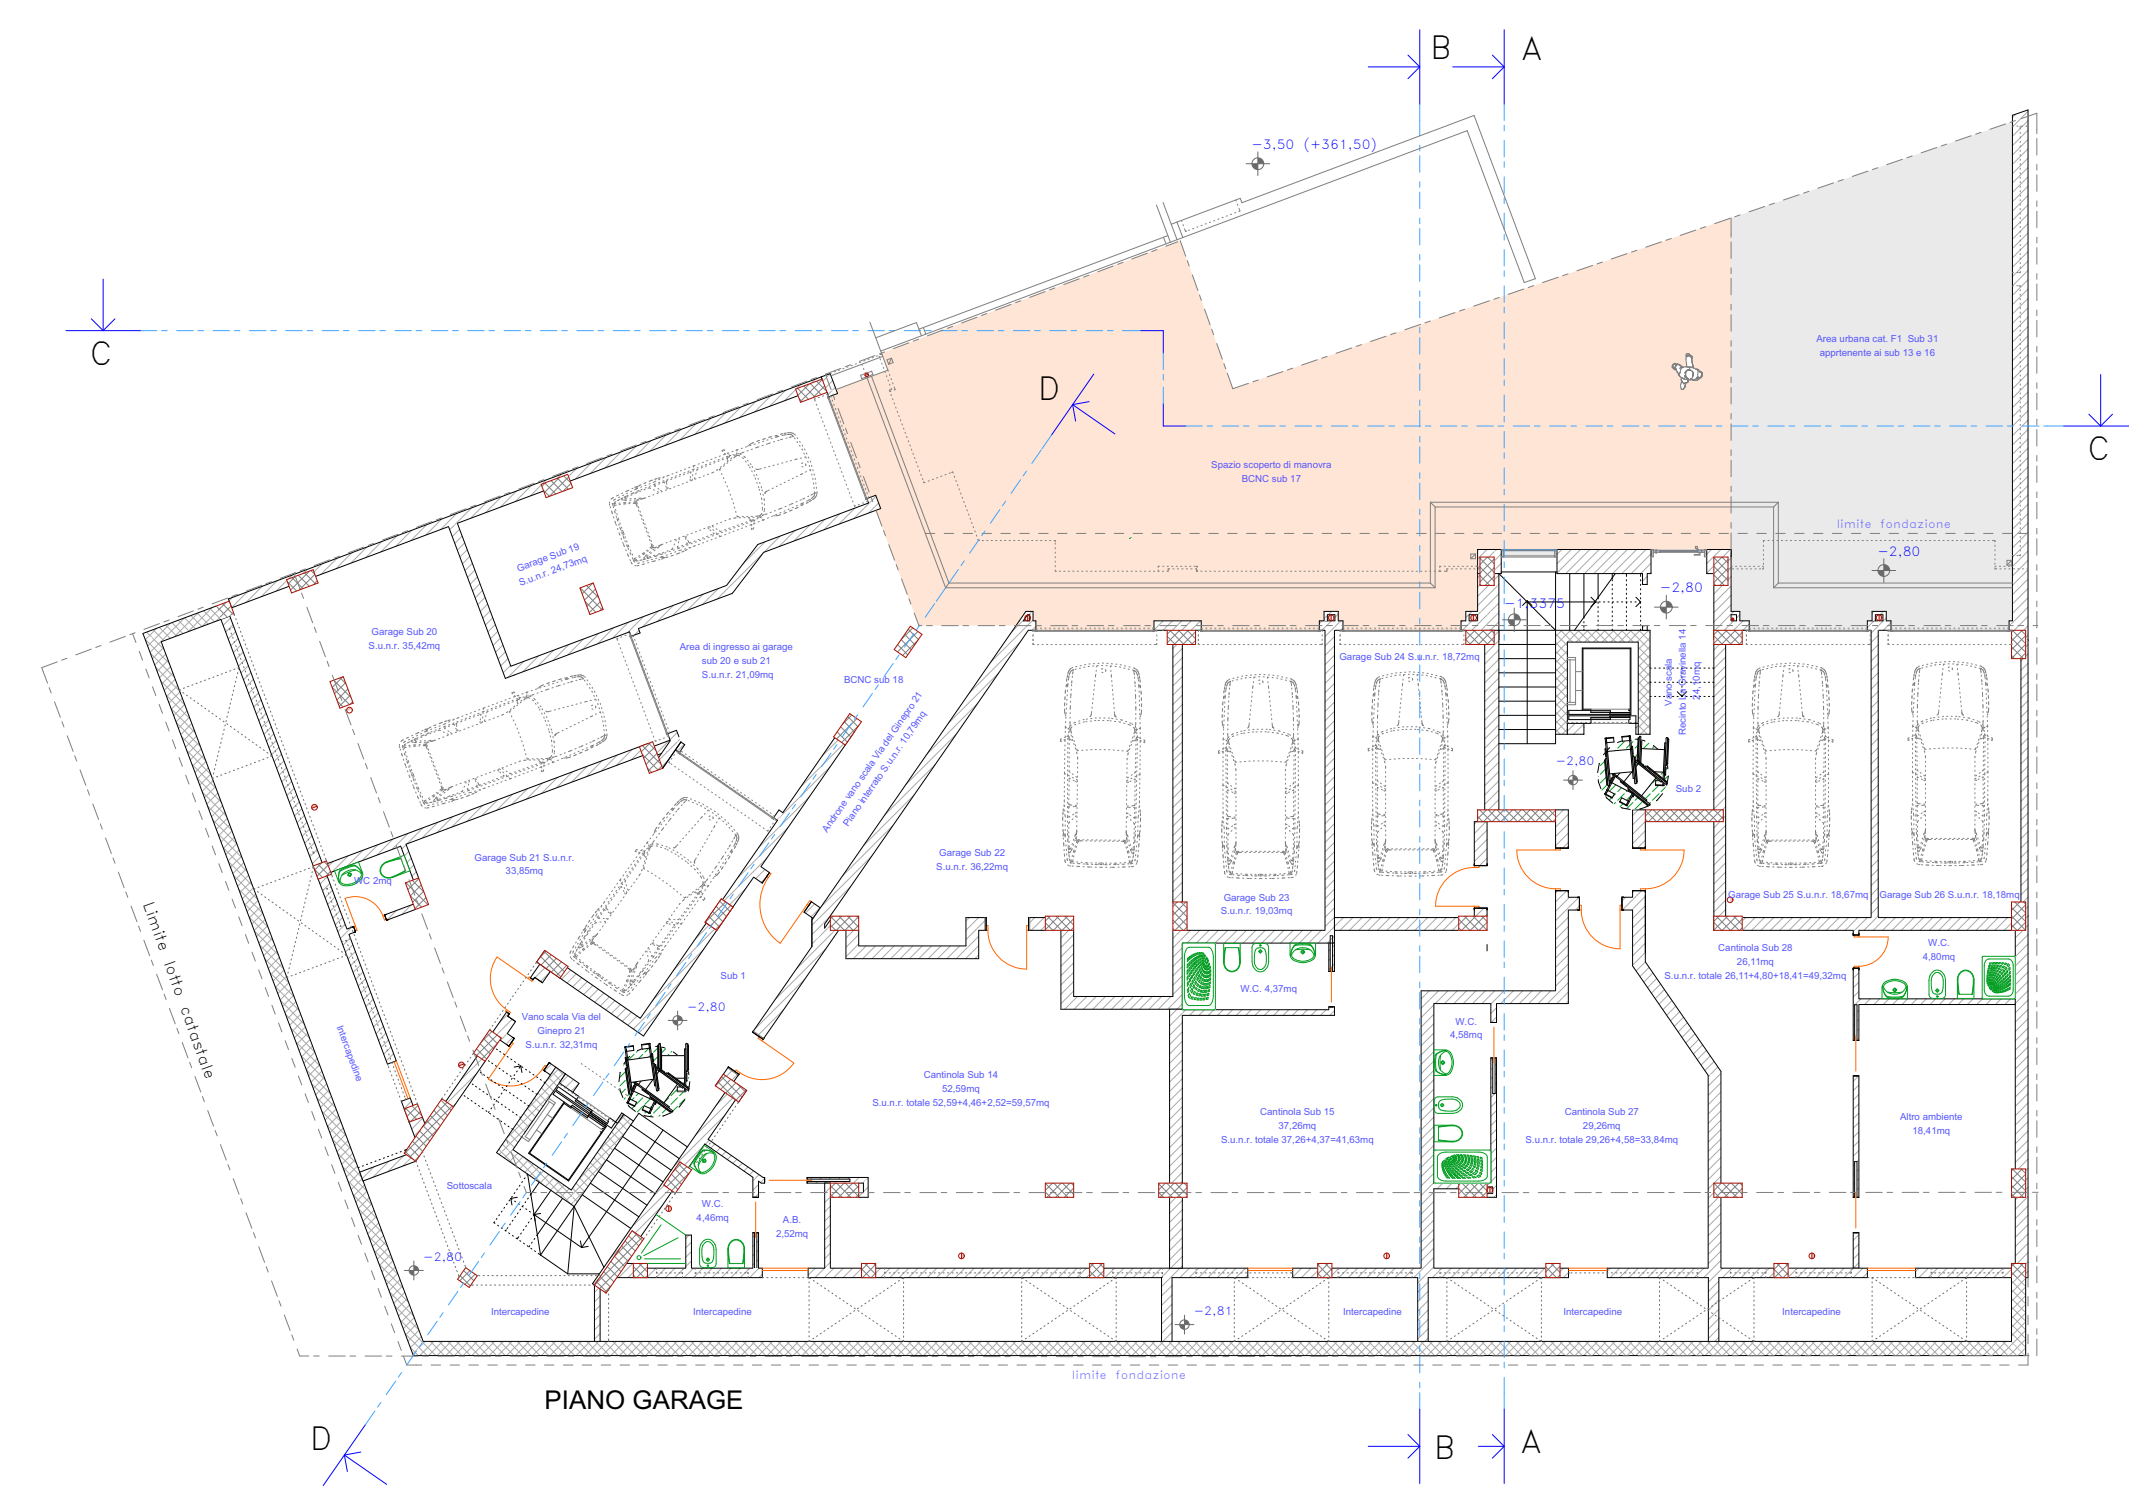 B
A
-3,50 (+361,50)
C
Area urbana cat. F1 Sub 31
apprtenente ai sub 13 e 16
D
C
Spazio scoperto di manovra
BCNC sub 17
limite fondazione
-2,80
Garage Sub 19
S.u.n.r. 24,73mq
-2,80
-1,3375
Garage Sub 20
S.u.n.r. 35,42mq
Area di ingresso ai garage
sub 20 e sub 21
S.u.n.r. 21,09mq
BCNC sub 18
Androne vano scala Via del Ginepro 21
Piano interrato S.u.n.r. 10,79mq
Garage Sub 24 S.u.n.r. 18,72mq
Vano scala
24,10mq
-2,80
Sub 2
Garage Sub 21 S.u.n.r.
33,85mq
WC 2mq
Garage Sub 22
S.u.n.r. 36,22mq
Garage Sub 23
S.u.n.r. 19,03mq
Garage Sub 25 S.u.n.r. 18,67mq
Garage Sub 26 S.u.n.r. 18,18mq
Limite lotto catastale
Intercapedine
Sub 1
-2,80
Vano scala Via del
Ginepro 21
S.u.n.r. 32,31mq
W.C. 4,37mq
Cantinola Sub 28
26,11mq
S.u.n.r. totale 26,11+4,80+18,41=49,32mq
W.C.
4,80mq
W.C.
4,58mq
Cantinola Sub 14
52,59mq
S.u.n.r. totale 52,59+4,46+2,52=59,57mq
Cantinola Sub 15
37,26mq
S.u.n.r. totale 37,26+4,37=41,63mq
Cantinola Sub 27
29,26mq
S.u.n.r. totale 29,26+4,58=33,84mq
Altro ambiente
18,41mq
Sottoscala
W.C.
4,46mq
A.B.
2,52mq
-2,80
Intercapedine
Intercapedine
-2,81
Intercapedine
Intercapedine
Intercapedine
limite fondazione
PIANO GARAGE
D
B
A